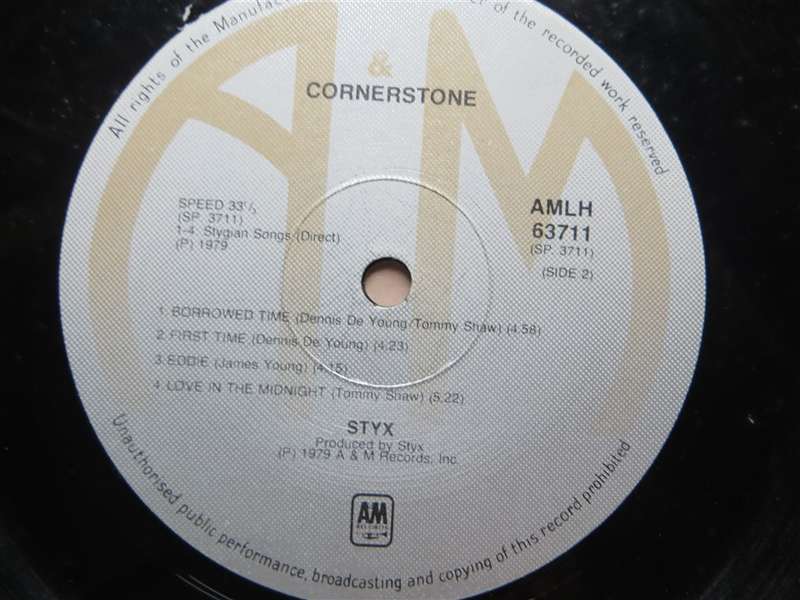 All rights of the Manufac
of the recorded work reserved
&
CORNERSTONE
SPEED 33⅓
(SP. 3711)
1-4. Stygian Songs (Direct)
(P) 1979
AMLH
63711
(SP. 3711)
(SIDE 2)
1. BORROWED TIME (Dennis De Young/Tommy Shaw) (4.58)
2. FIRST TIME (Dennis De Young) (4.23)
3. EDDIE (James Young) (4.15)
4. LOVE IN THE MIDNIGHT (Tommy Shaw) (5.22)
STYX
Produced by Styx
(P) 1979 A & M Records, Inc.
AM
RECORDS
Unauthorised public performance, broadcasting and copying of this record prohibited